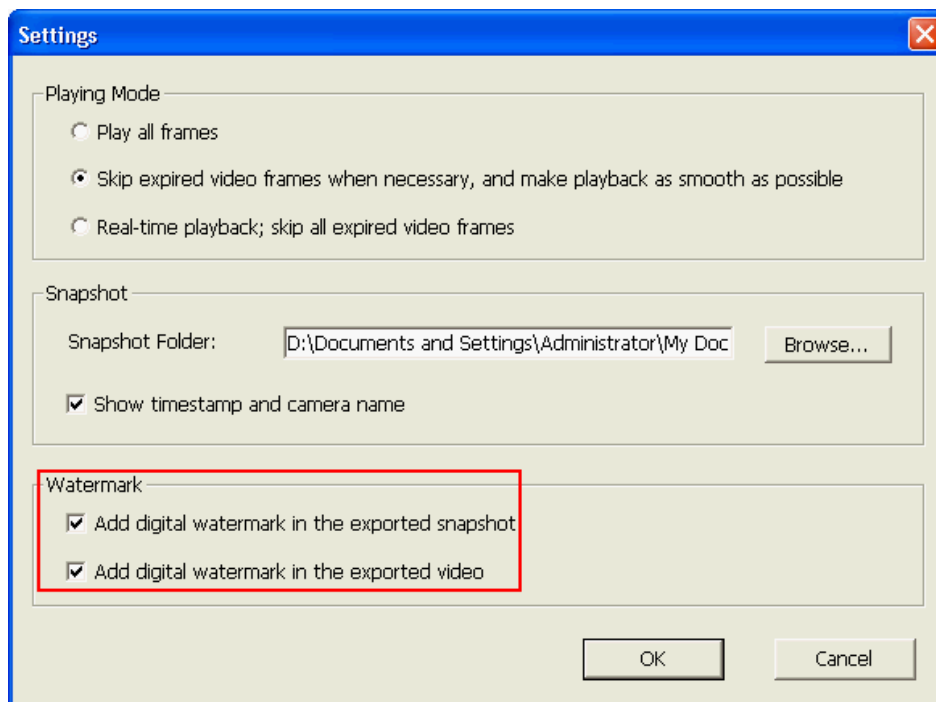 Settings
Playing Mode
Play all frames
Skip expired video frames when necessary, and make playback as smooth as possible
Real-time playback; skip all expired video frames
Snapshot
Snapshot Folder: D:\Documents and Settings\Administrator\My Doc Browse...
Show timestamp and camera name
Watermark
Add digital watermark in the exported snapshot
Add digital watermark in the exported video
OK Cancel